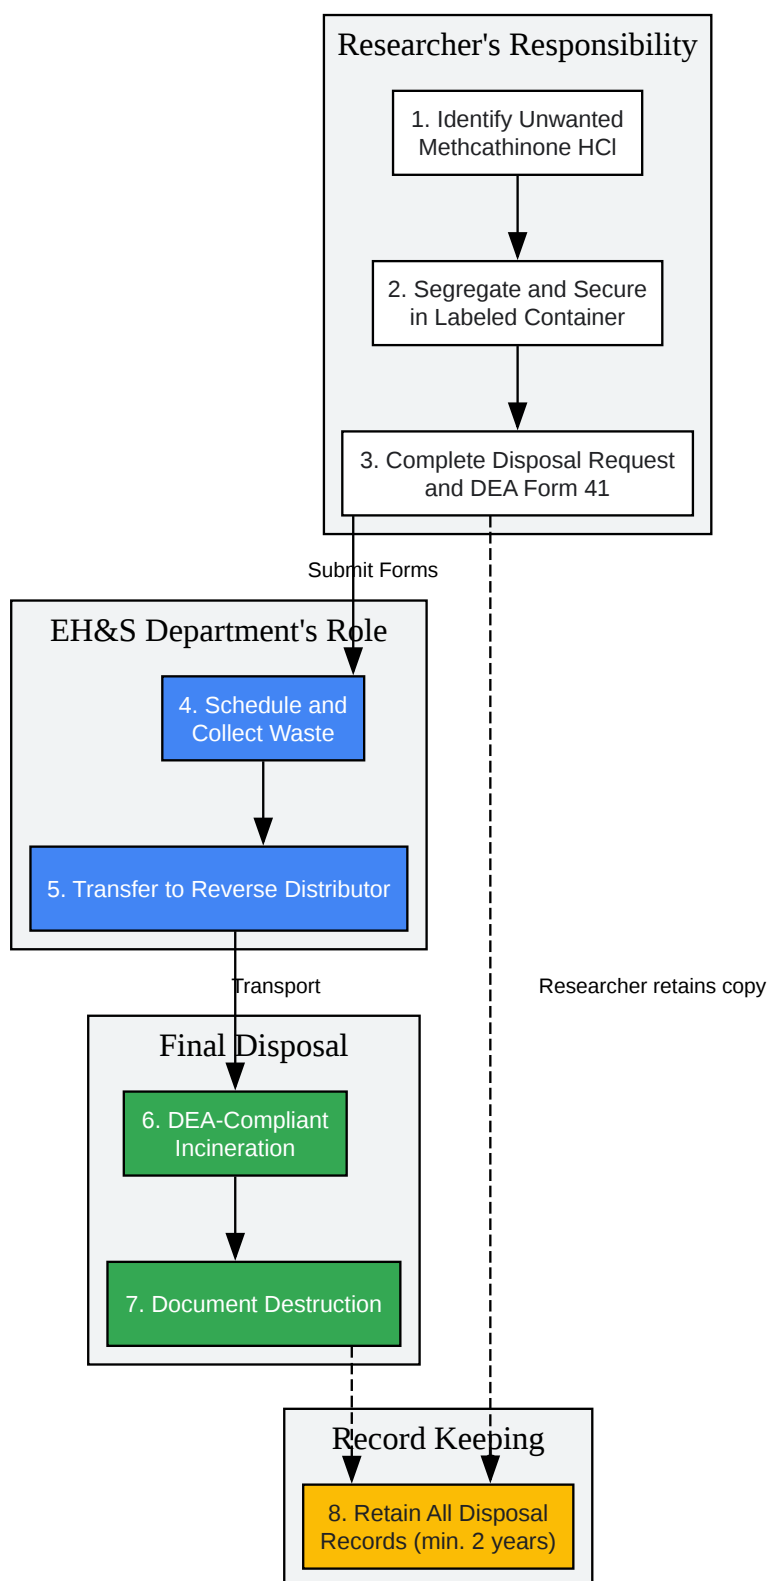 Researcher's Responsibility
1. Identify Unwanted
Methcathinone HCl
2. Segregate and Secure
in Labeled Container
3. Complete Disposal Request
and DEA Form 41
Submit Forms
EH&S Department's Role
4. Schedule and
Collect Waste
5. Transfer to Reverse Distributor
Transport
Researcher retains copy
Final Disposal
6. DEA-Compliant
Incineration
7. Document Destruction
Record Keeping
8. Retain All Disposal
Records (min. 2 years)